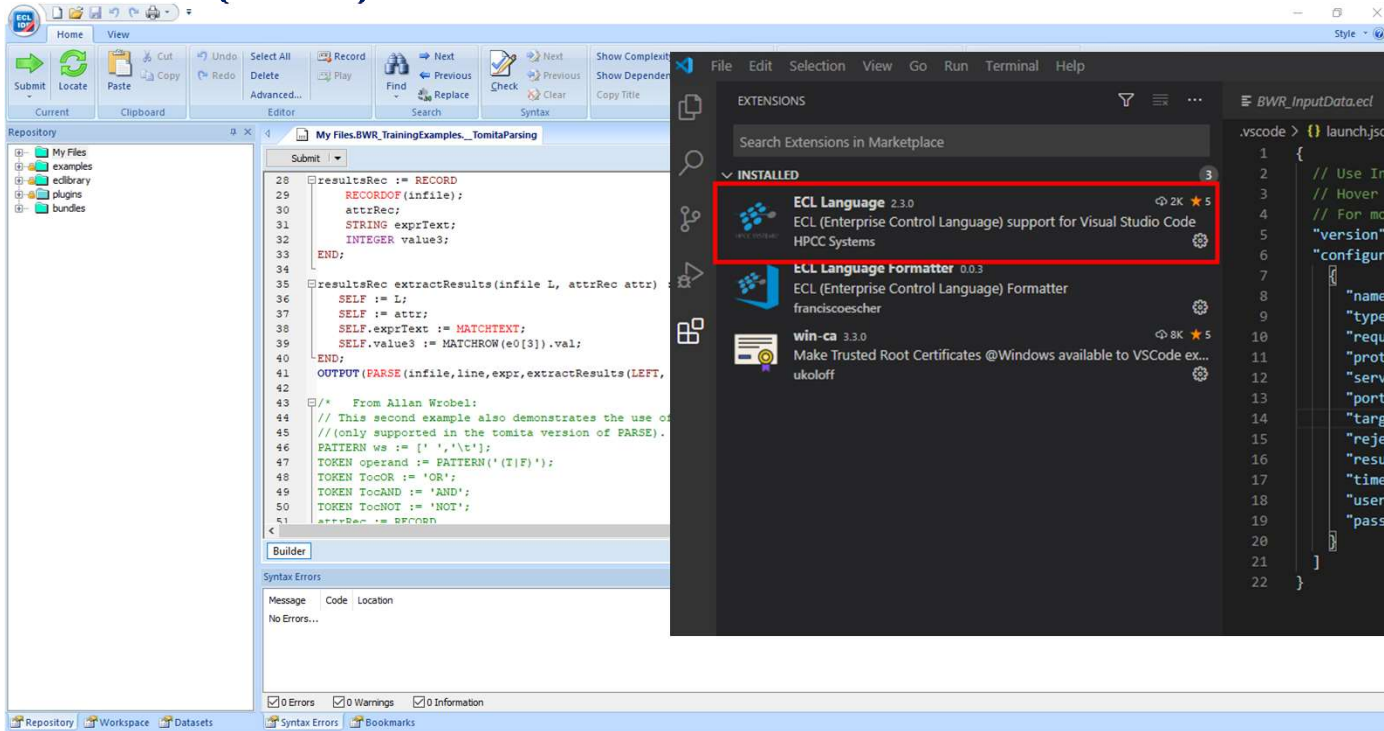 ECL
IDE
Home View
Style
Submit Locate Paste Cut Copy Undo Redo Select All Delete Advanced... Record Play Find Next Previous Replace Check Next Previous Clear Show Complexit Show Dependen Copy Title
Current Clipboard Editor Search Syntax
Repository
My Files
examples
ecllibrary
plugins
bundles
My Files.BWR_TrainingExamples.__TomitaParsing
Submit
28 resultsRec := RECORD
29 RECORDOF(infile);
30 attrRec;
31 STRING exprText;
32 INTEGER value3;
33 END;
34
35 resultsRec extractResults(infile L, attrRec attr) :
36 SELF := L;
37 SELF := attr;
38 SELF.exprText := MATCHTEXT;
39 SELF.value3 := MATCHROW(e0[3]).val;
40 END;
41 OUTPUT(PARSE(infile,line,expr,extractResults(LEFT,
42
43 /* From Allan Wrobel:
44 // This second example also demonstrates the use of
45 //(only supported in the tomita version of PARSE).
46 PATTERN ws := [' ','\t'];
47 TOKEN operand := PATTERN('(T|F)');
48 TOKEN TocOR := 'OR';
49 TOKEN TocAND := 'AND';
50 TOKEN TocNOT := 'NOT';
51 attrRec := RECORD
Builder
Syntax Errors
Message Code Location
No Errors...
0 Errors 0 Warnings 0 Information
Repository Workspace Datasets Syntax Errors Bookmarks
File Edit Selection View Go Run Terminal Help
EXTENSIONS
Search Extensions in Marketplace
INSTALLED 3
ECL Language 2.3.0 2K 5
ECL (Enterprise Control Language) support for Visual Studio Code
HPCC Systems
ECL Language Formatter 0.0.3
ECL (Enterprise Control Language) Formatter
franciscoescher
win-ca 3.3.0 8K 5
Make Trusted Root Certificates @Windows available to VSCode ex...
ukoloff
BWR_InputData.ecl
.vscode > {} launch.jsc
1 {
2 // Use In
3 // Hover
4 // For mo
5 "version"
6 "configur
7 {
8 "name
9 "type
10 "requ
11 "prot
12 "serv
13 "port
14 "targ
15 "reje
16 "resu
17 "time
18 "user
19 "pass
20 }
21 ]
22 }